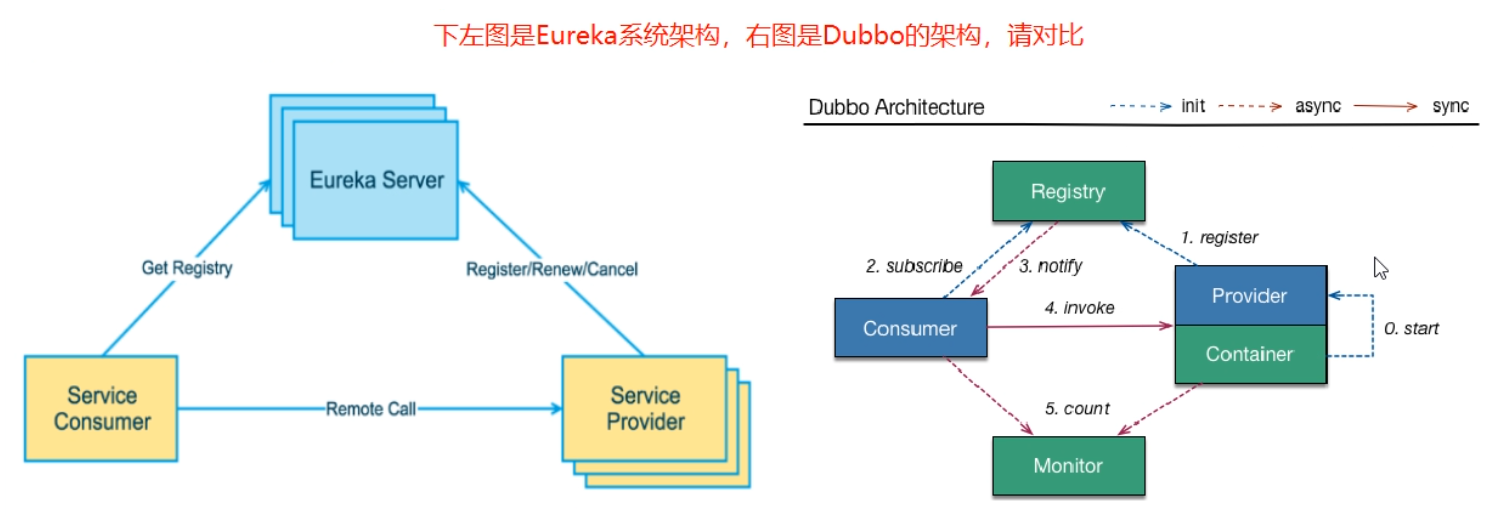 下左图是Eureka系统架构，右图是Dubbo的架构，请对比
Eureka Server
Get Registry
Register/Renew/Cancel
Service
Consumer
Remote Call
Service
Provider
Dubbo Architecture
init
async
sync
Registry
1. register
2. subscribe
3. notify
Consumer
4. invoke
Provider
Container
0. start
5. count
Monitor